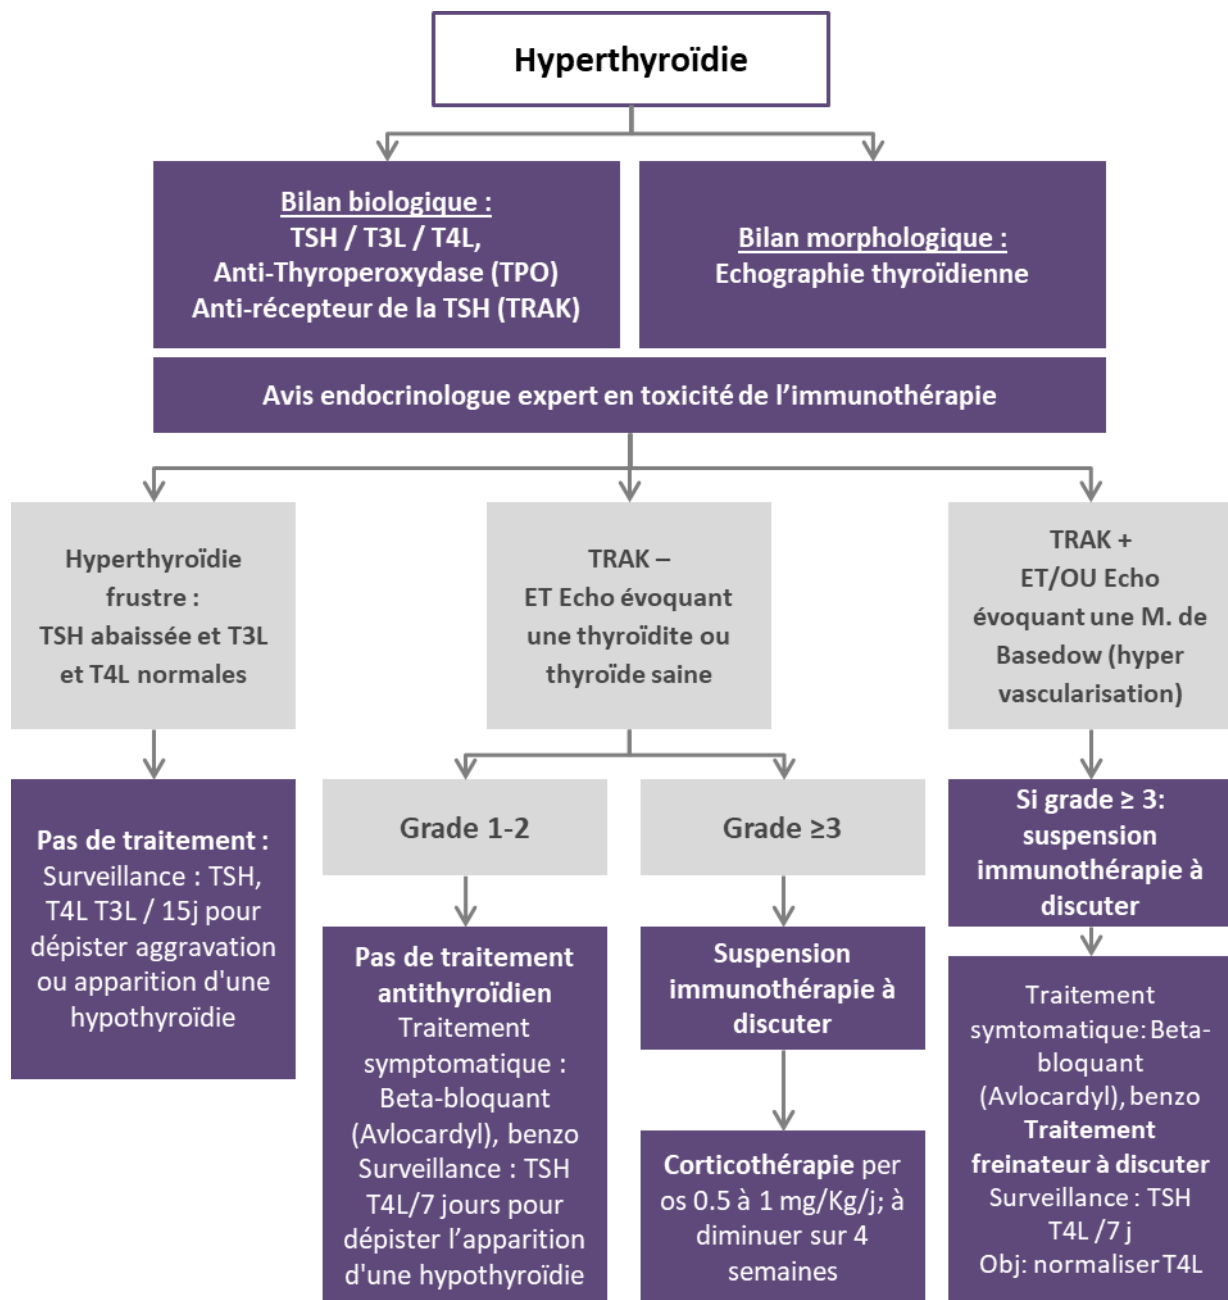 Hyperthyroïdie
Bilan biologique :
TSH / T3L / T4L,
Anti-Thyroperoxydase (TPO)
Anti-récepteur de la TSH (TRAK)
Bilan morphologique :
Echographie thyroïdienne
Avis endocrinologue expert en toxicité de l’immunothérapie
Hyperthyroïdie
frustre :
TSH abaissée et T3L
et T4L normales
TRAK –
ET Echo évoquant
une thyroïdite ou
thyroïde saine
TRAK +
ET/OU Echo
évoquant une M. de
Basedow (hyper
vascularisation)
Pas de traitement :
Surveillance : TSH,
T4L T3L / 15j pour
dépister aggravation
ou apparition d'une
hypothyroïdie
Grade 1-2
Pas de traitement
antithyroïdien
Traitement
symptomatique :
Beta-bloquant
(Avlocardyl), benzo
Surveillance : TSH
T4L/7 jours pour
dépister l’apparition
d'une hypothyroïdie
Grade ≥3
Suspension
immunothérapie à
discuter
Corticothérapie per
os 0.5 à 1 mg/Kg/j; à
diminuer sur 4
semaines
Si grade ≥ 3:
suspension
immunothérapie à
discuter
Traitement
symtomatique: Beta-
bloquant
(Avlocardyl), benzo
Traitement
freinateur à discuter
Surveillance : TSH
T4L /7 j
Obj: normaliser T4L